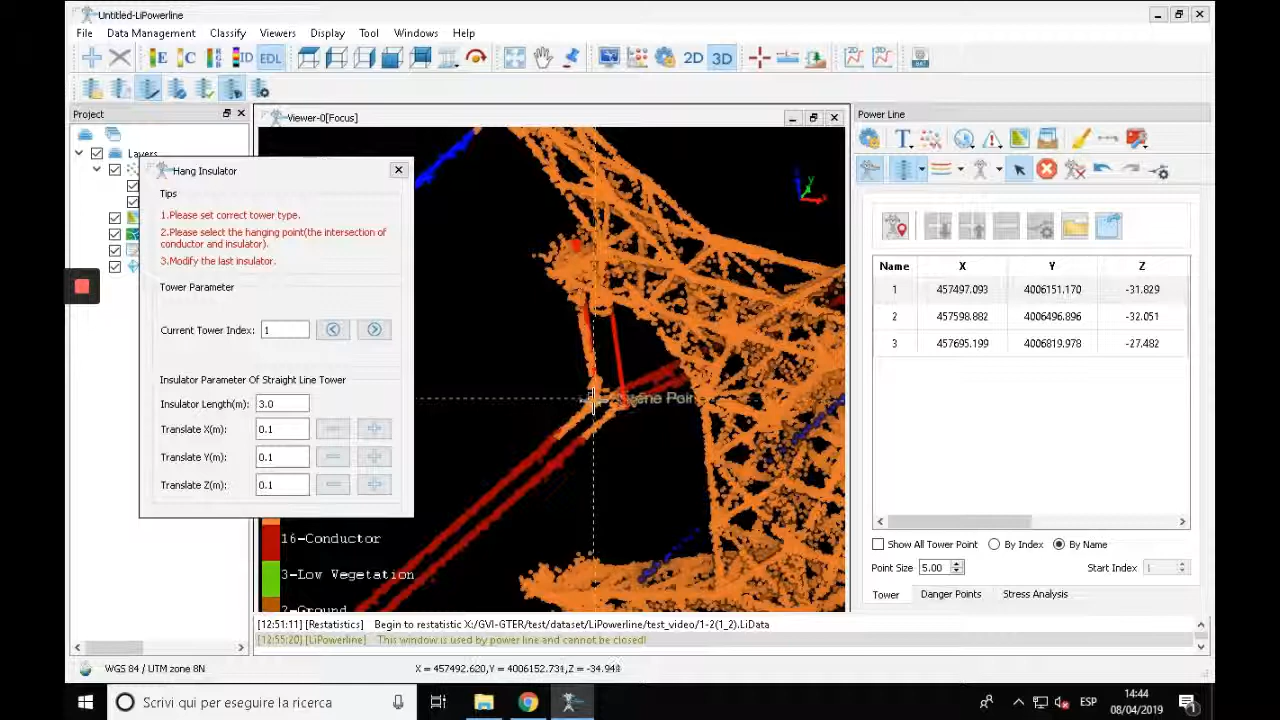 Untitled-LiPowerline
File Data Management Classify Viewers Display Tool Windows Help
E C ID EDL 2D 3D
Project
Layers
Viewer-0[Focus]
Power Line
Hang Insulator
Tips
1.Please set correct tower type.
2.Please select the hanging point(the intersection of
conductor and insulator).
3.Modify the last insulator.
Tower Parameter
Current Tower Index: 1
Insulator Parameter Of Straight Line Tower
Insulator Length(m): 3.0
Translate X(m): 0.1
Translate Y(m): 0.1
Translate Z(m): 0.1
y
16-Conductor
3-Low Vegetation
2-Ground
Name X Y Z
1 457497.093 4006151.170 -31.829
2 457598.882 4006496.896 -32.051
3 457695.199 4006819.978 -27.482
Show All Tower Point By Index By Name
Point Size 5.00 Start Index 1
Tower Danger Points Stress Analysis
[12:51:11] [Restatistics] Begin to restatistic X:/GVI-GTER/test/dataset/LiPowerline/test_video/1-2(1_2).LiData
[12:55:20] [LiPowerline] This window is used by power line and cannot be closed!
WGS 84 / UTM zone 8N X = 457492.620,Y = 4006152.731,Z = -34.948
Scrivi qui per eseguire la ricerca
ESP
14:44
08/04/2019
1